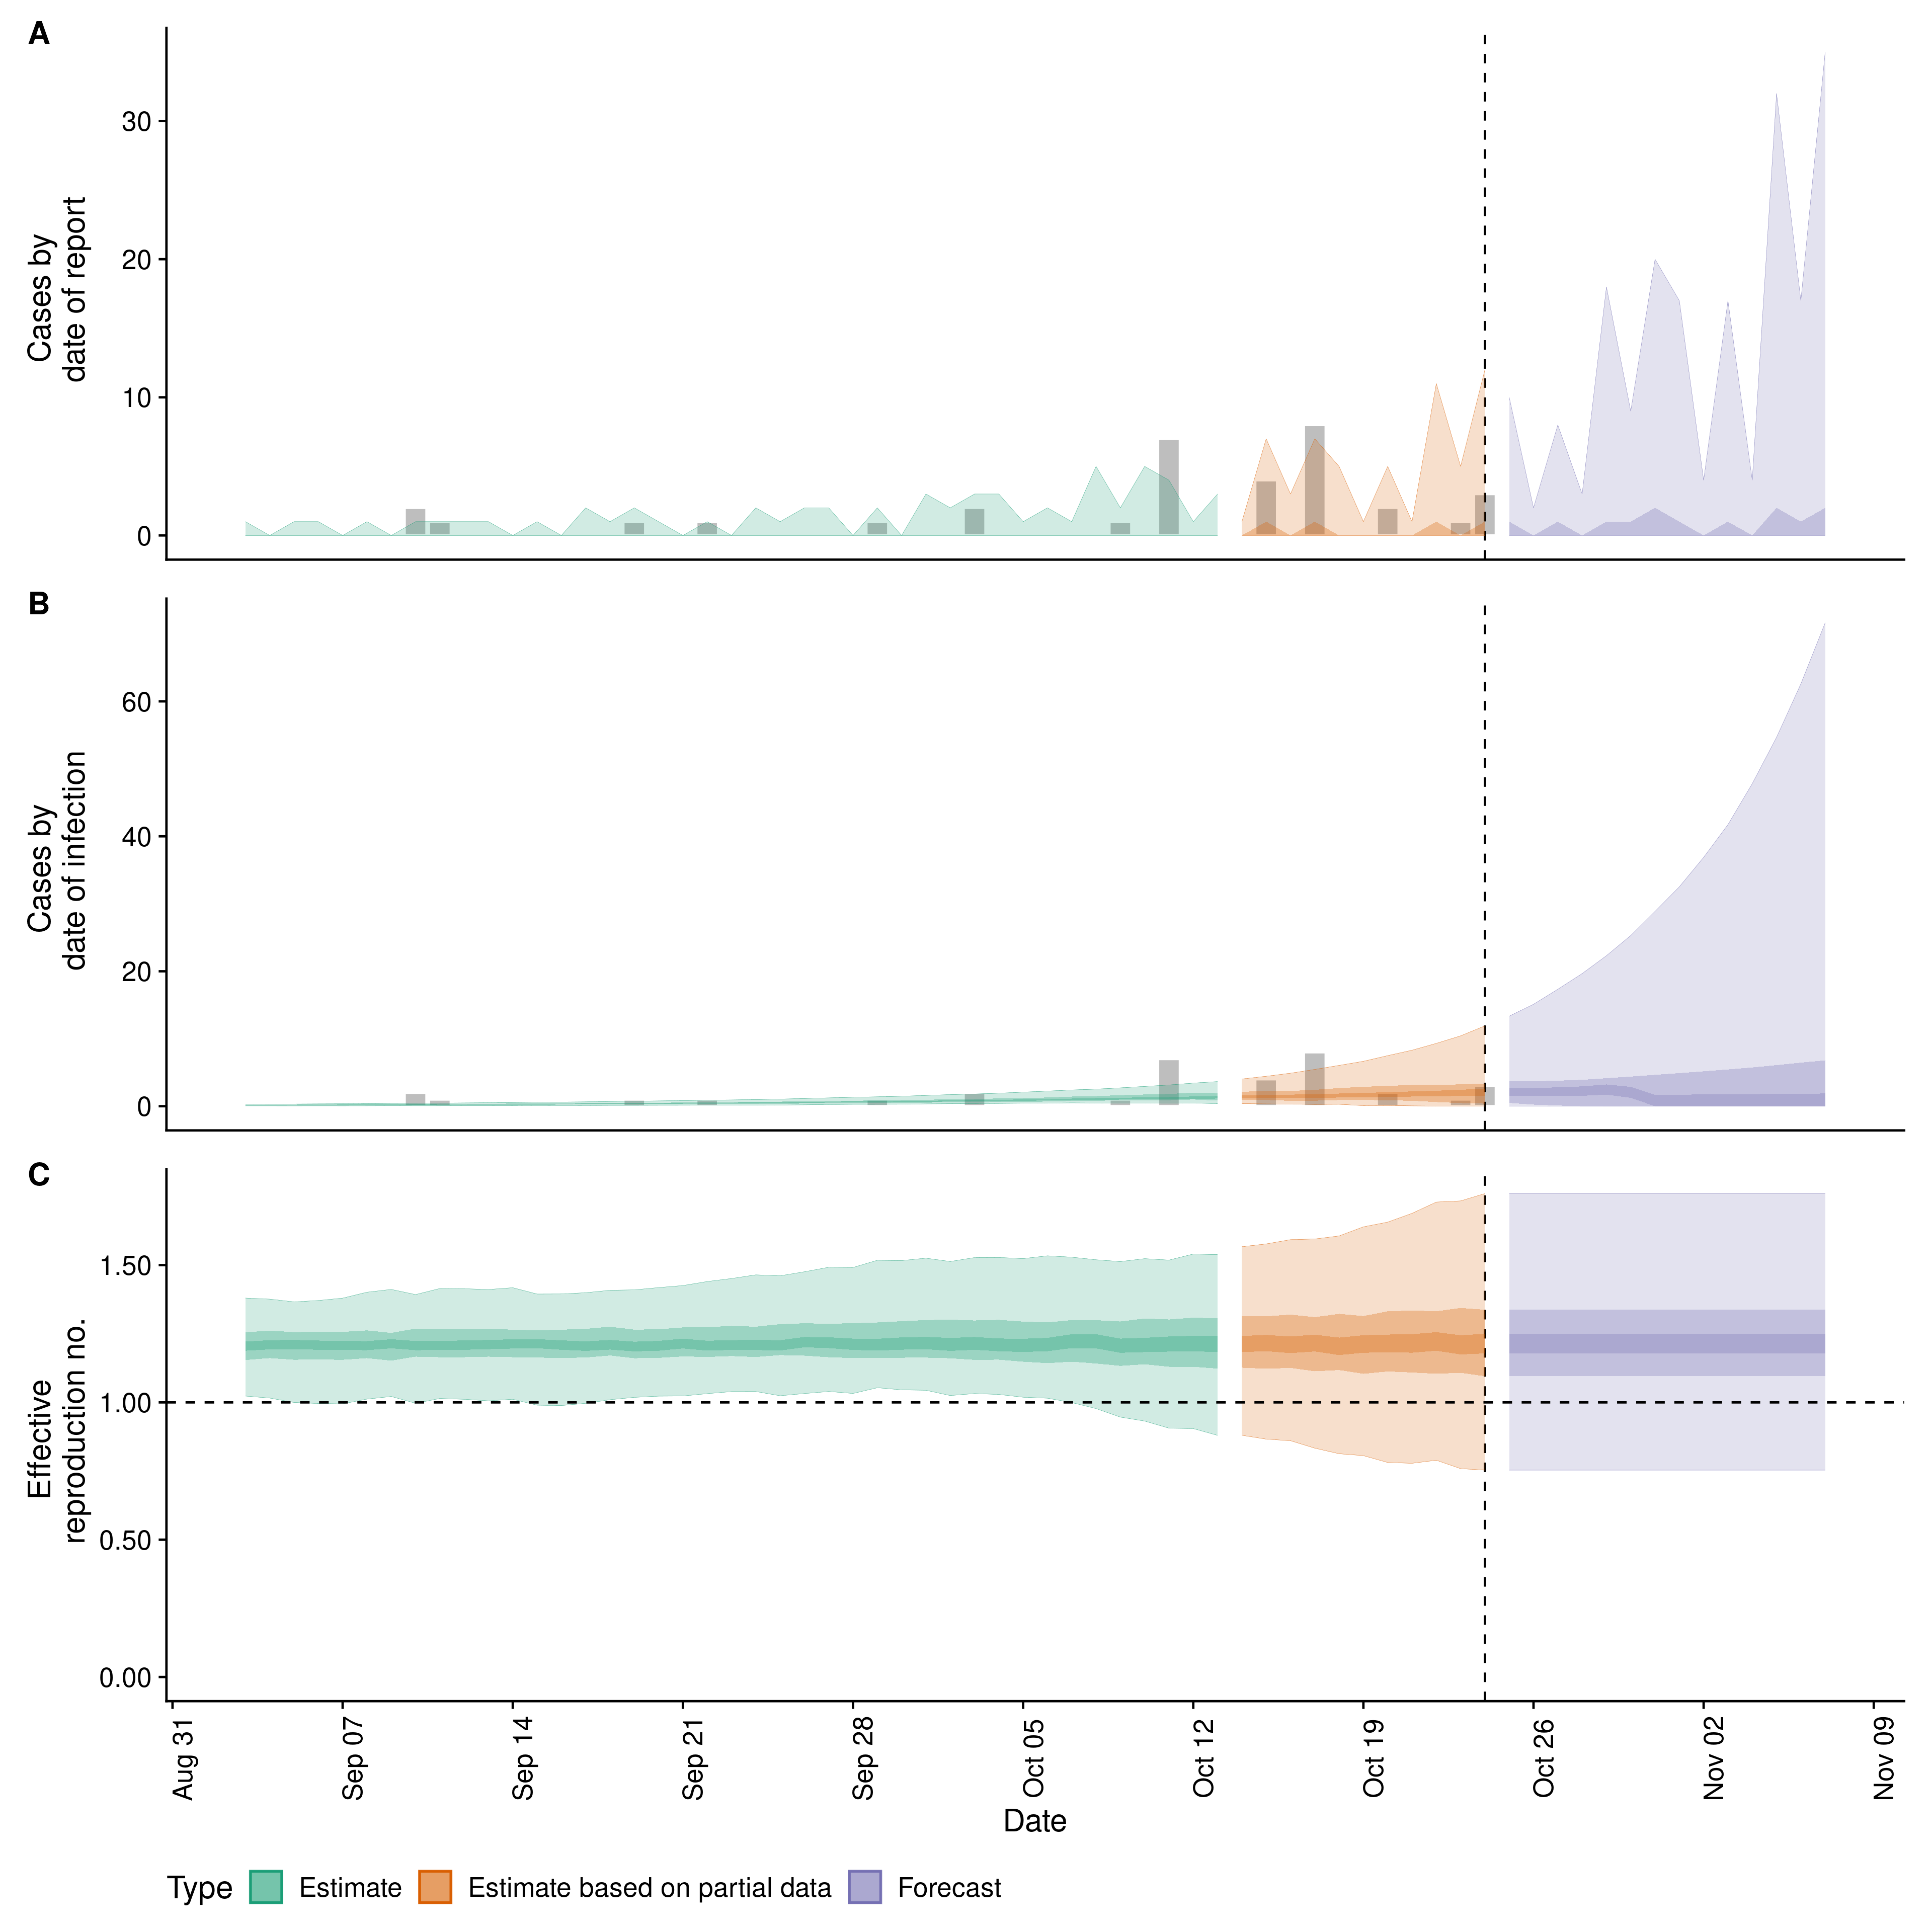 A
Cases by
date of report
30
20
10
0
B
Cases by
date of infection
60
40
20
0
C
Effective
reproduction no.
1.50
1.00
0.50
0.00
Aug 31
Sep 07
Sep 14
Sep 21
Sep 28
Oct 05
Oct 12
Oct 19
Oct 26
Nov 02
Nov 09
Date
Type Estimate Estimate based on partial data Forecast